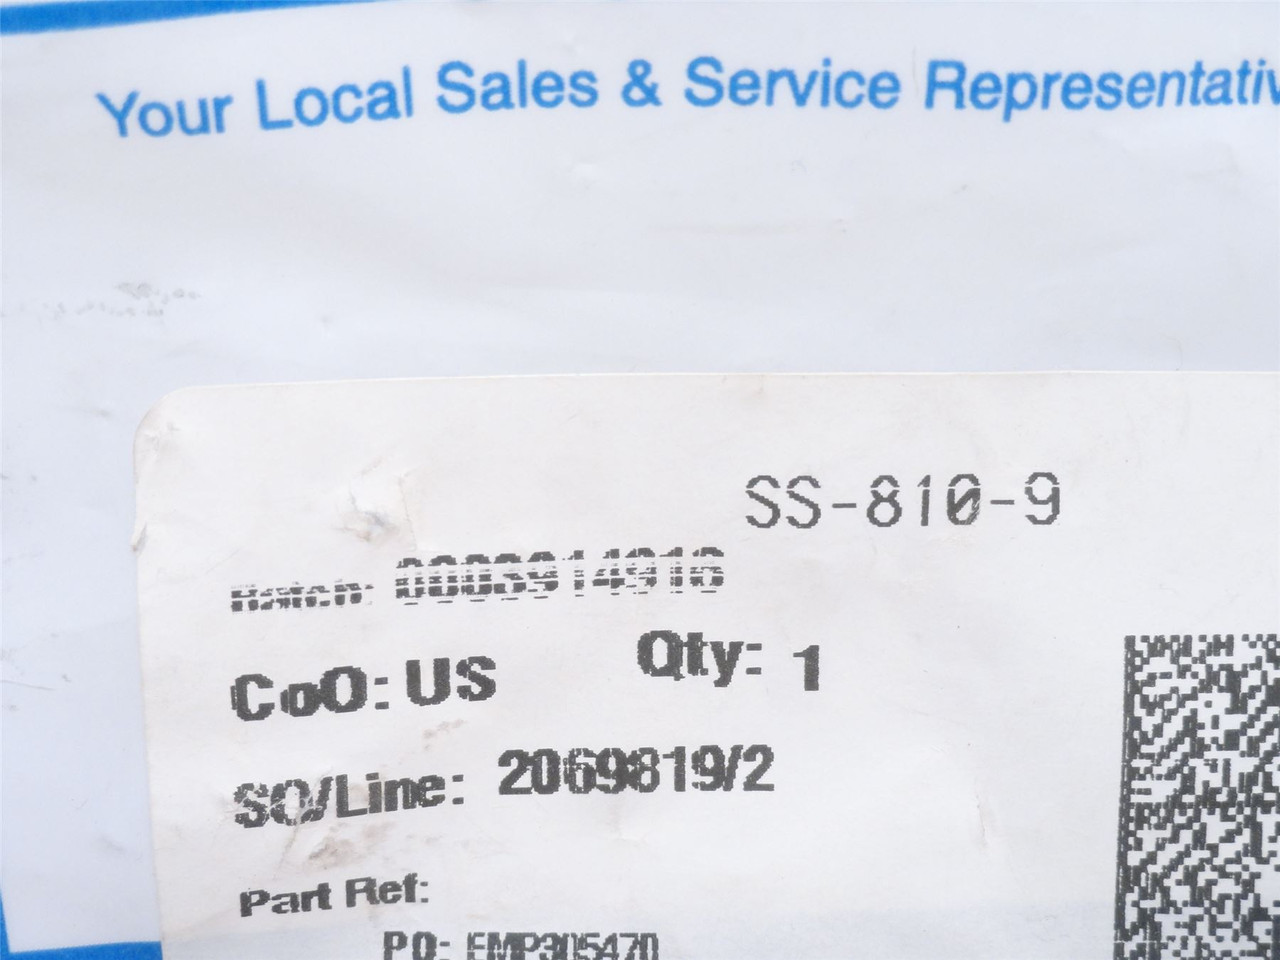 Your Local Sales & Service Representativ
SS-810-9
Batch: 0003914916
CoO: US Qty: 1
SO/Line: 2069819/2
Part Ref:
PO: EMP305470